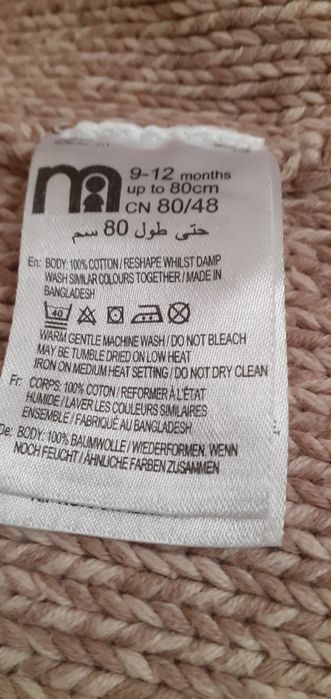 9-12 months
up to 80cm
CN 80/48
حتى طول 80 سم
En: BODY: 100% COTTON / RESHAPE WHILST DAMP
WASH SIMILAR COLOURS TOGETHER / MADE IN
BANGLADESH
40
WARM GENTLE MACHINE WASH / DO NOT BLEACH
MAY BE TUMBLE DRIED ON LOW HEAT
IRON ON MEDIUM HEAT SETTING / DO NOT DRY CLEAN
Fr: CORPS: 100% COTON / REFORMER À L'ÉTAT
HUMIDE / LAVER LES COULEURS SIMILAIRES
ENSEMBLE / FABRIQUÉ AU BANGLADESH
De: BODY: 100% BAUMWOLLE / WIEDERFORMEN, WENN
NOCH FEUCHT / ÄHNLICHE FARBEN ZUSAMMEN